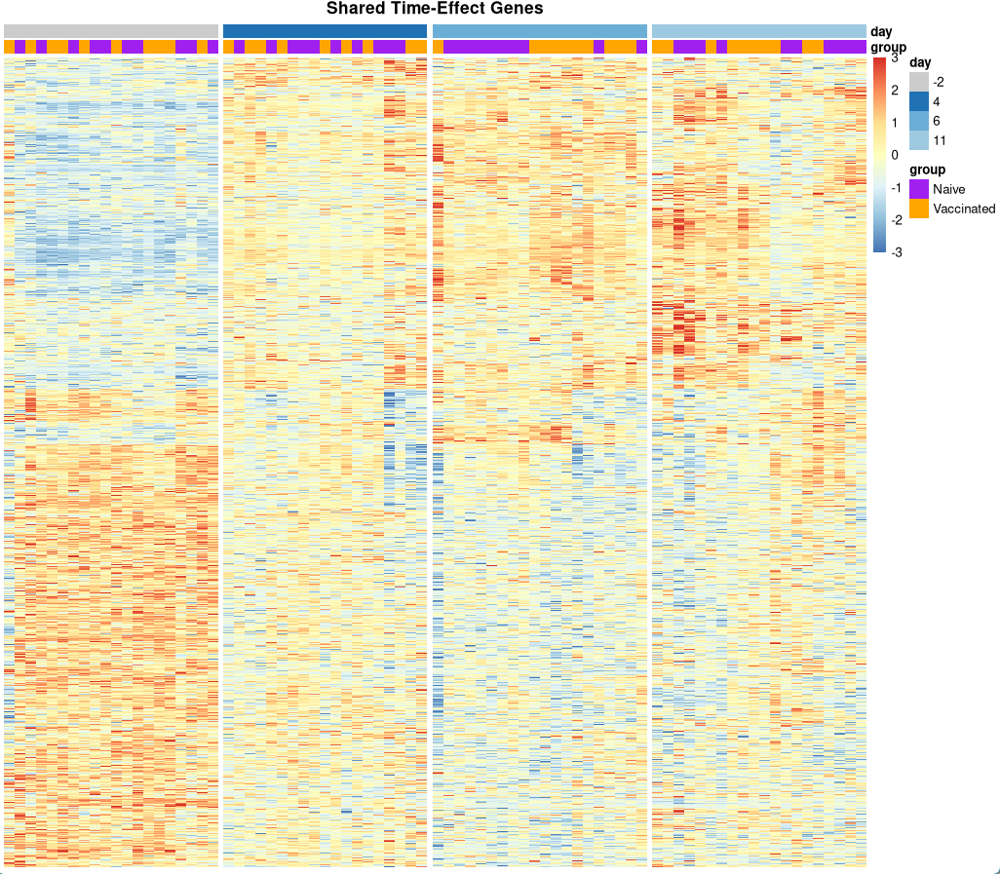 Shared Time-Effect Genes
day
group
3
2
1
0
-1
-2
-3
day
-2
4
6
11
group
Naive
Vaccinated